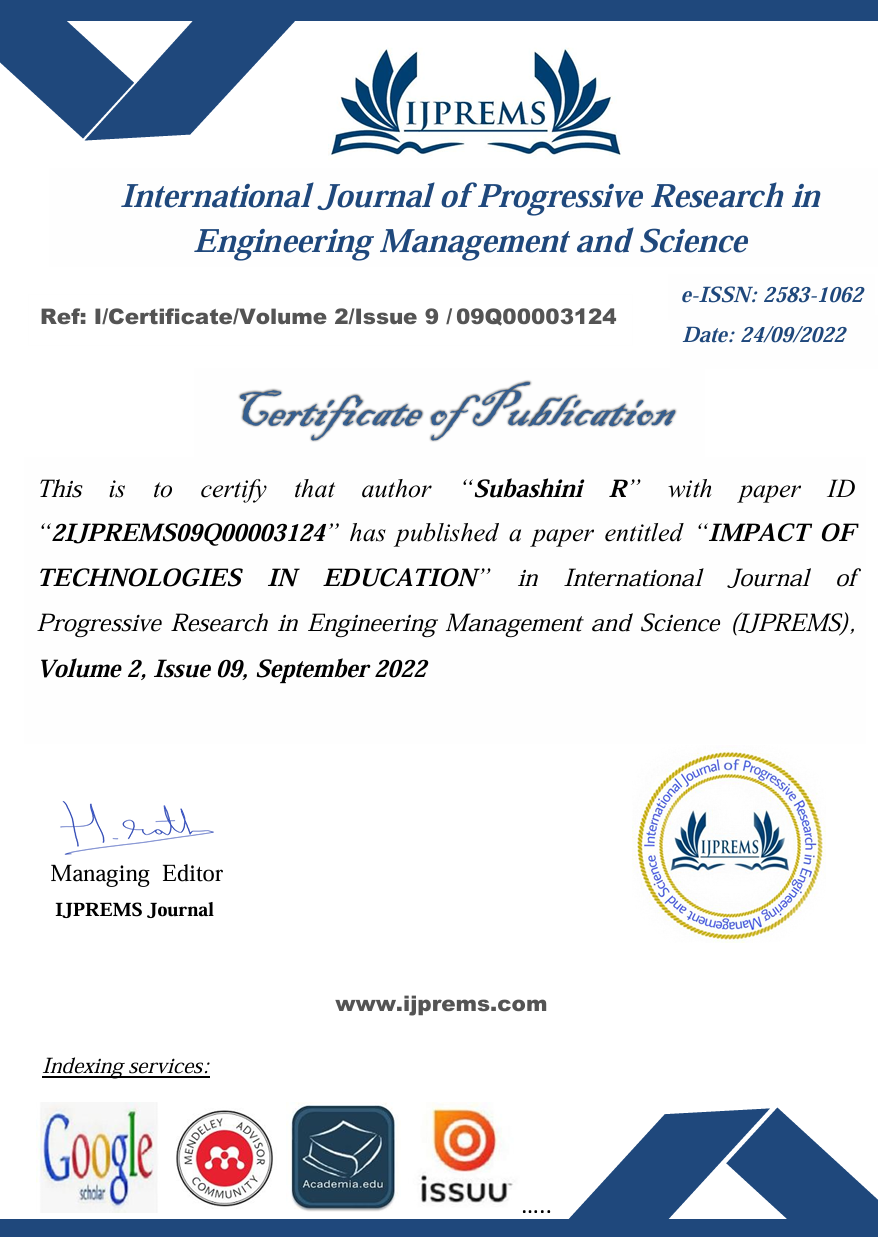 IJPREMS
International Journal of Progressive Research in
Engineering Management and Science
e-ISSN: 2583-1062
Ref: I/Certificate/Volume 2/Issue 9 /09Q00003124
Date: 24/09/2022
Certificate of Publication
This is to certify that author “Subashini R” with paper ID
“2IJPREMS09Q00003124” has published a paper entitled “IMPACT OF
TECHNOLOGIES IN EDUCATION” in International Journal of
Progressive Research in Engineering Management and Science (IJPREMS),
Volume 2, Issue 09, September 2022
International Journal of Progressive Research in Engineering Management and Science
IJPREMS
H.rath
Managing Editor
IJPREMS Journal
www.ijprems.com
Indexing services:
Google
scholar
MENDELEY ADVISOR
COMMUNITY
Academia.edu
issuu
.....